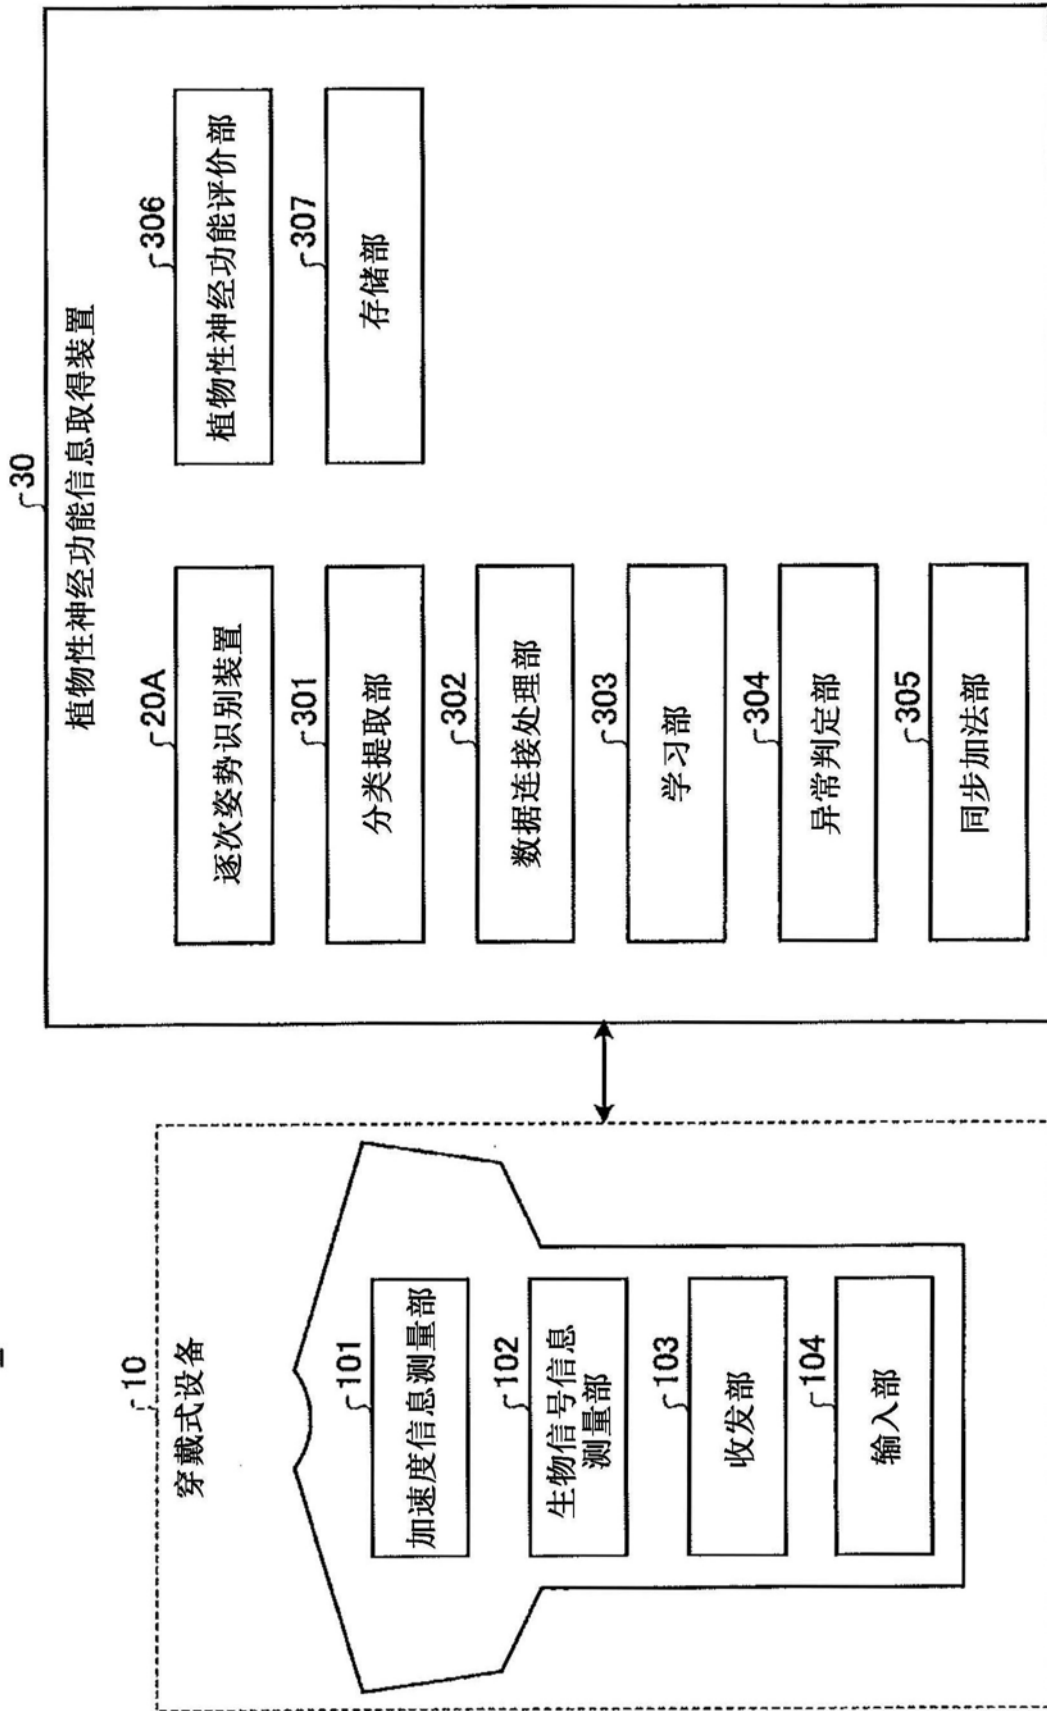 10
穿戴式设备
101
加速度信息测量部
102
生物信号信息
测量部
103
收发部
104
输入部
30
植物性神经功能信息取得装置
20A
逐次姿势识别装置
301
分类提取部
302
数据连接处理部
303
学习部
304
异常判定部
305
同步加法部
306
植物性神经功能评价部
307
存储部